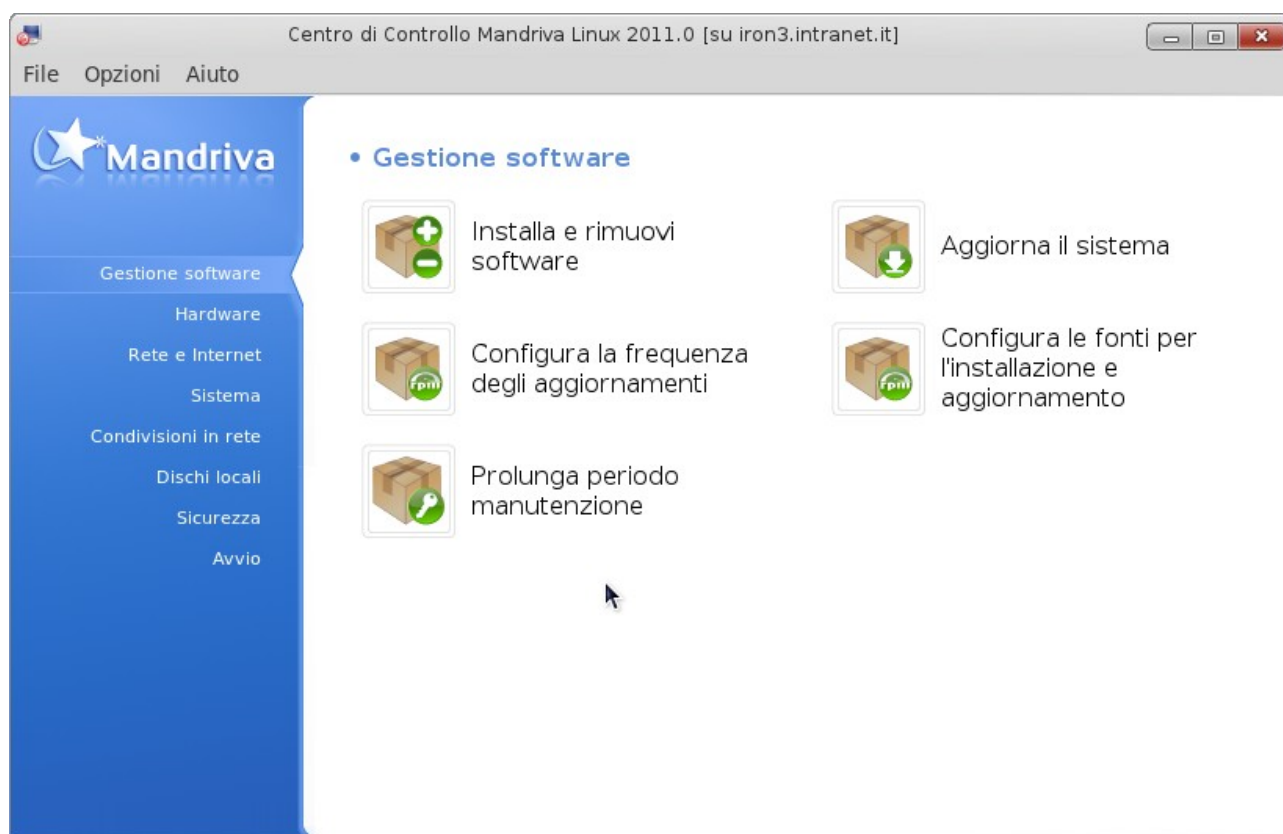 Centro di Controllo Mandriva Linux 2011.0 [su iron3.intranet.it]
File Opzioni Aiuto
Mandriva
Gestione software
Hardware
Rete e Internet
Sistema
Condivisioni in rete
Dischi locali
Sicurezza
Avvio
• Gestione software
Installa e rimuovi
software
Aggiorna il sistema
Configura la frequenza
degli aggiornamenti
rpm
Configura le fonti per
l'installazione e
aggiornamento
rpm
Prolunga periodo
manutenzione